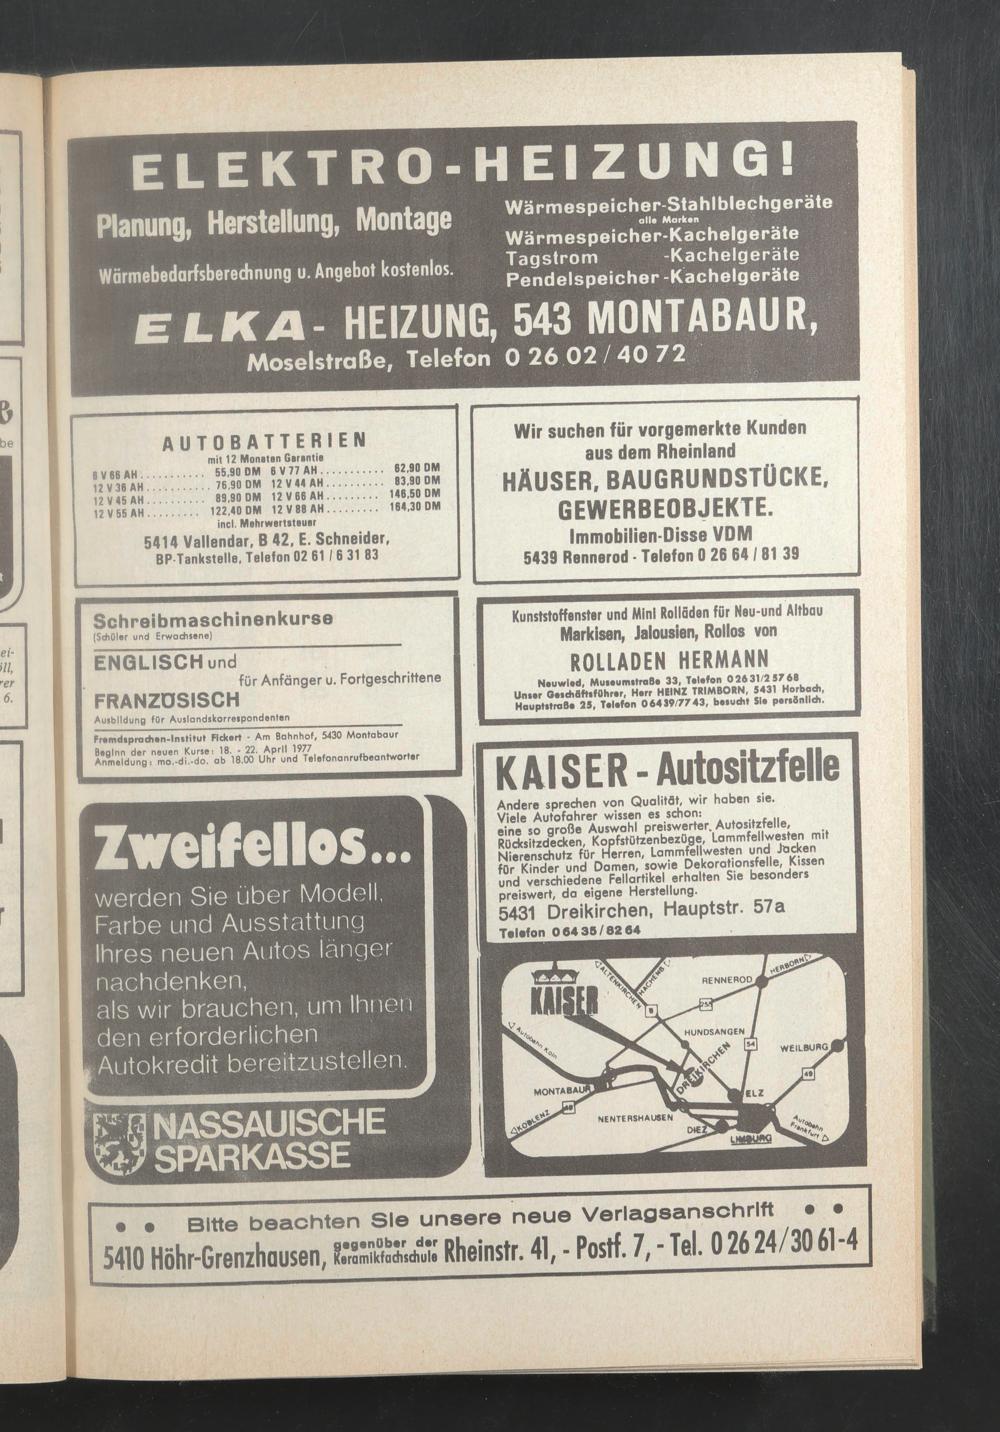 ELEKTRO-HEIZUNG!
Planung, Herstellung, Montage
Wärmebedarfsberechnung u. Angebot kostenlos.
Wärmespeicher-Stahlblechgeräte
alle Marken
Wärmespeicher-Kachelgeräte
Tagstrom -Kachelgeräte
Pendelspeicher-Kachelgeräte
ELKA- HEIZUNG, 543 MONTABAUR,
Moselstraße, Telefon 0 26 02 / 40 72
AUTOBATTERIEN
mit 12 Monaten Garantie
6 V 66 AH .......... 55,90 DM 6 V 77 AH .......... 62,90 DM
12 V 36 AH .......... 76,90 DM 12 V 44 AH .......... 83,90 DM
12 V 45 AH .......... 89,90 DM 12 V 66 AH .......... 146,50 DM
12 V 55 AH .......... 122,40 DM 12 V 88 AH .......... 164,30 DM
incl. Mehrwertsteuer
5414 Vallendar, B 42, E. Schneider,
BP-Tankstelle, Telefon 02 61 / 6 31 83
Wir suchen für vorgemerkte Kunden
aus dem Rheinland
HÄUSER, BAUGRUNDSTÜCKE,
GEWERBEOBJEKTE.
Immobilien-Disse VDM
5439 Rennerod - Telefon 0 26 64 / 81 39
Schreibmaschinenkurse
(Schüler und Erwachsene)
ENGLISCH und
für Anfänger u. Fortgeschrittene
FRANZÖSISCH
Ausbildung für Auslandskorrespondenten
Fremdsprachen-Institut Fickert - Am Bahnhof, 5430 Montabaur
Beginn der neuen Kurse: 18. - 22. April 1977
Anmeldung: mo.-di.-do. ab 18.00 Uhr und Telefonanrufbeantworter
Kunststoffenster und Mini Rolläden für Neu-und Altbau
Markisen, Jalousien, Rollos von
ROLLADEN HERMANN
Neuwied, Museumstraße 33, Telefon 02631/2 57 68
Unser Geschäftsführer, Herr HEINZ TRIMBORN, 5431 Horbach,
Hauptstraße 25, Telefon 06439/77 43, besucht Sie persönlich.
Zweifellos...
werden Sie über Modell,
Farbe und Ausstattung
Ihres neuen Autos länger
nachdenken,
als wir brauchen, um Ihnen
den erforderlichen
Autokredit bereitzustellen.
NASSAUISCHE
SPARKASSE
KAISER - Autositzfelle
Andere sprechen von Qualität, wir haben sie.
Viele Autofahrer wissen es schon:
eine so große Auswahl preiswerter Autositzfelle,
Rücksitzdecken, Kopfstützenbezüge, Lammfellwesten mit
Nierenschutz für Herren, Lammfellwesten und Jacken
für Kinder und Damen, sowie Dekorationsfelle, Kissen
und verschiedene Fellartikel erhalten Sie besonders
preiswert, da eigene Herstellung.
5431 Dreikirchen, Hauptstr. 57a
Telefon 0 64 35 / 82 64
KAISER
ALTENKIRCHEN
HACHENB
RENNEROD
HERBORN
255
8
HUNDSANGEN
54
WEILBURG
Autobahn Köln
DREIKIRCHEN
49
MONTABAUR
ELZ
KOBLENZ
49
NENTERSHAUSEN
DIEZ
LIMBURG
Autobahn
Frankfurt
Bitte beachten Sie unsere neue Verlagsanschrift
5410 Höhr-Grenzhausen, gegenüber der Keramikfachschule Rheinstr. 41, - Postf. 7, - Tel. 0 26 24/30 61-4